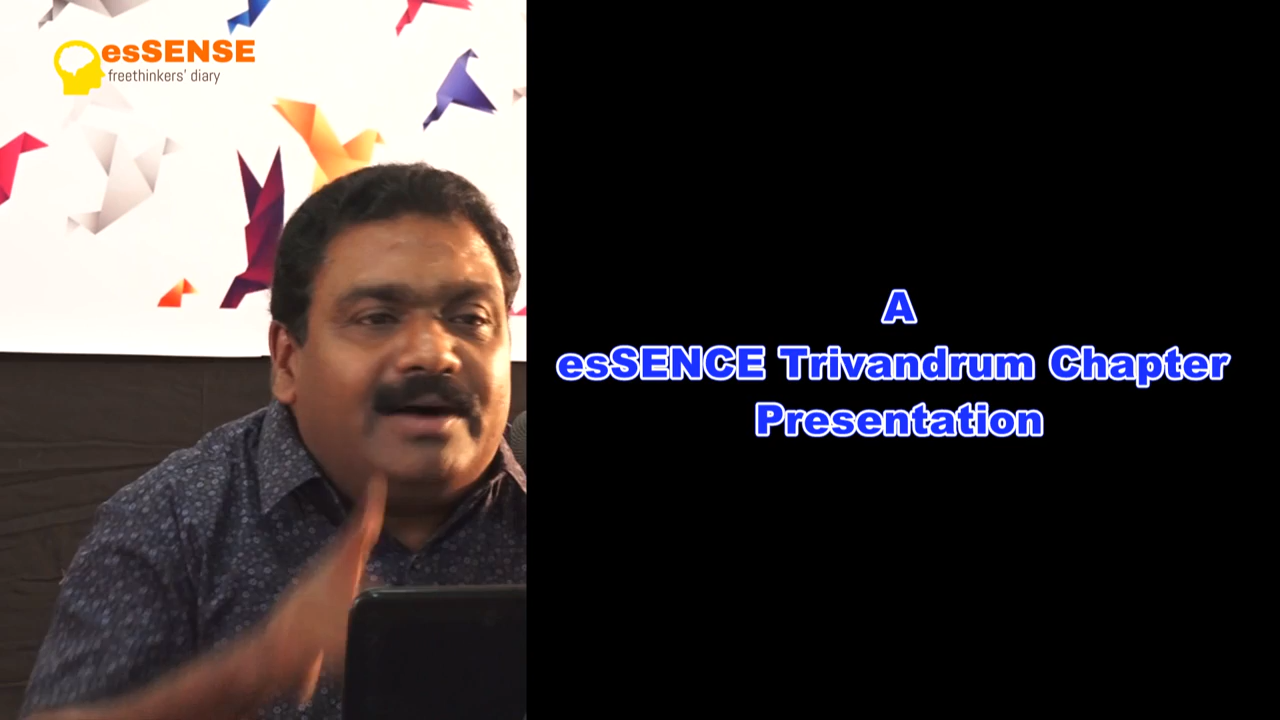 esSENSE
freethinkers' diary
A
esSENCE Trivandrum Chapter
Presentation